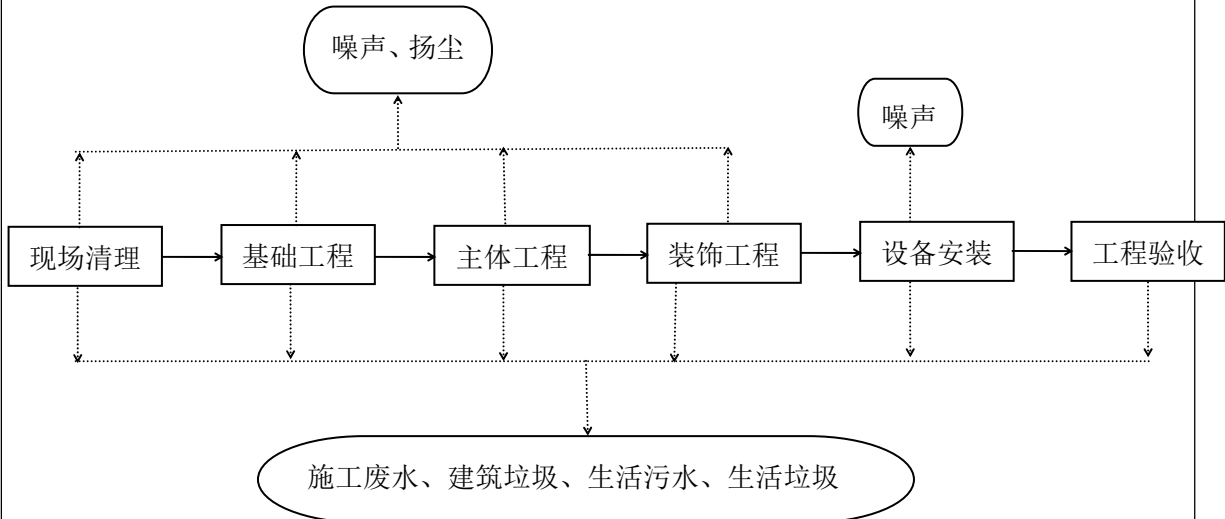 噪声、扬尘
噪声
现场清理
基础工程
主体工程
装饰工程
设备安装
工程验收
施工废水、建筑垃圾、生活污水、生活垃圾